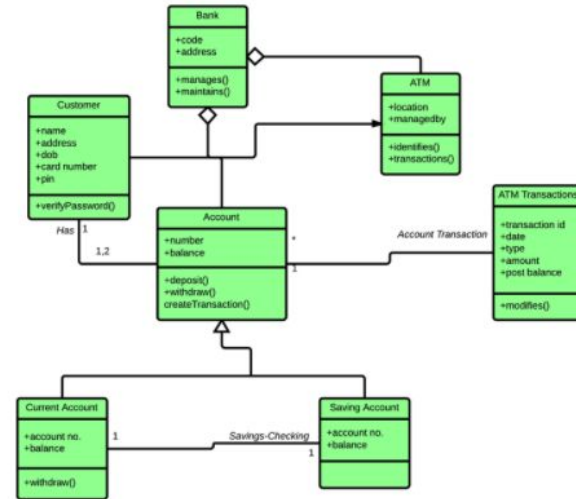 Bank
+code
+address
+manages()
+maintains()
ATM
+location
+managedby
+identifies()
+transactions()
Customer
+name
+address
+dob
+card number
+pin
+verifyPassword()
Has 1
1,2
Account
+number
+balance
+deposit()
+withdraw()
createTransaction()
*
1
Account Transaction
ATM Transactions
+transaction id
+date
+type
+amount
+post balance
+modifies()
Current Account
+account no.
+balance
+withdraw()
1
Savings-Checking
1
Saving Account
+account no.
+balance